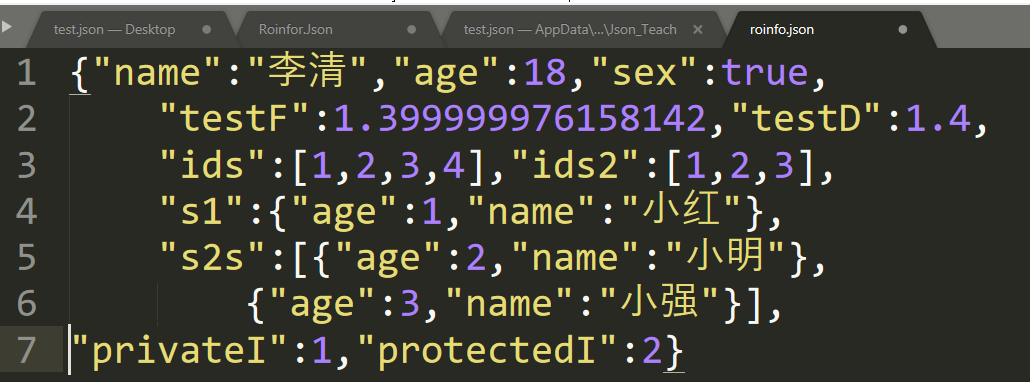 test.json — Desktop
Roinfor.Json
test.json — AppData\...\Json_Teach
roinfo.json
1 {"name":"李清","age":18,"sex":true,
2 "testF":1.399999976158142,"testD":1.4,
3 "ids":[1,2,3,4],"ids2":[1,2,3],
4 "s1":{"age":1,"name":"小红"},
5 "s2s":[{"age":2,"name":"小明"},
6 {"age":3,"name":"小强"}],
7 "privateI":1,"protectedI":2}